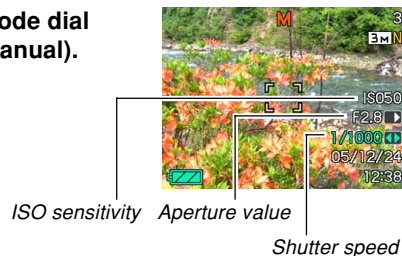 ode dial
anual).
M
3
3M N
ISO50
F2.8
1/1000
05/12/24
12:38
ISO sensitivity Aperture value
Shutter speed